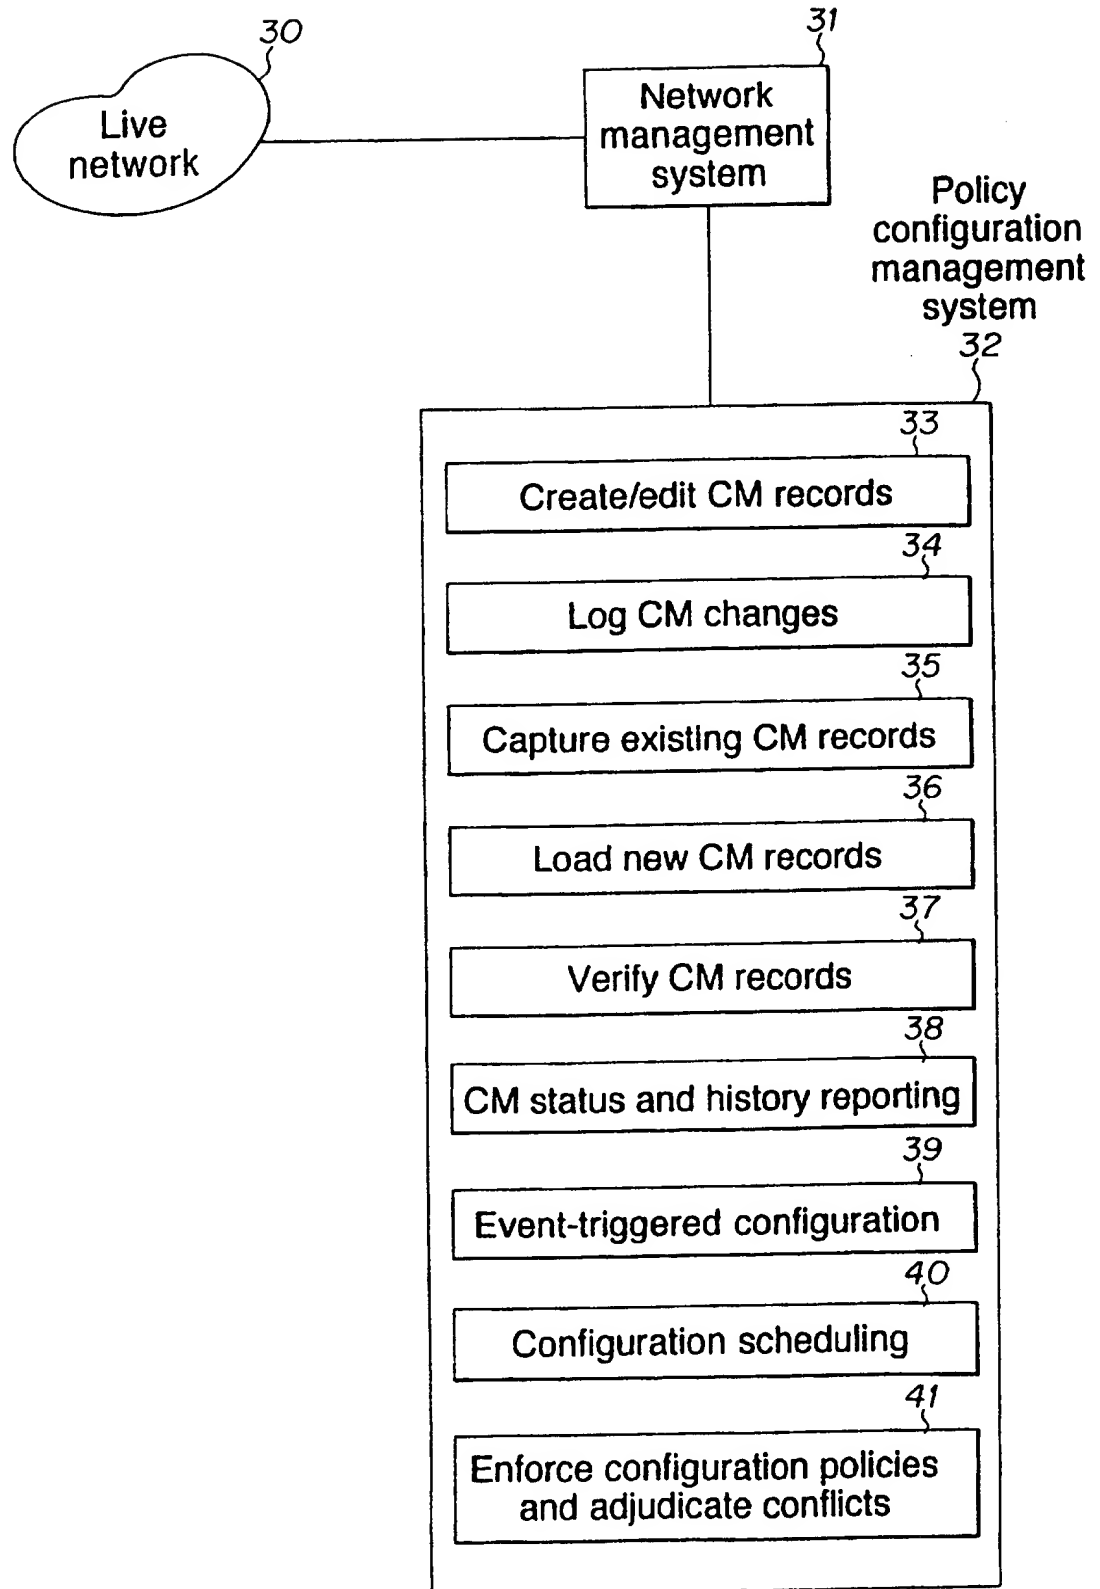 30
31
Live
network
Network
management
system
Policy
configuration
management
system
32
33
Create/edit CM records
34
Log CM changes
35
Capture existing CM records
36
Load new CM records
37
Verify CM records
38
CM status and history reporting
39
Event-triggered configuration
40
Configuration scheduling
41
Enforce configuration policies
and adjudicate conflicts